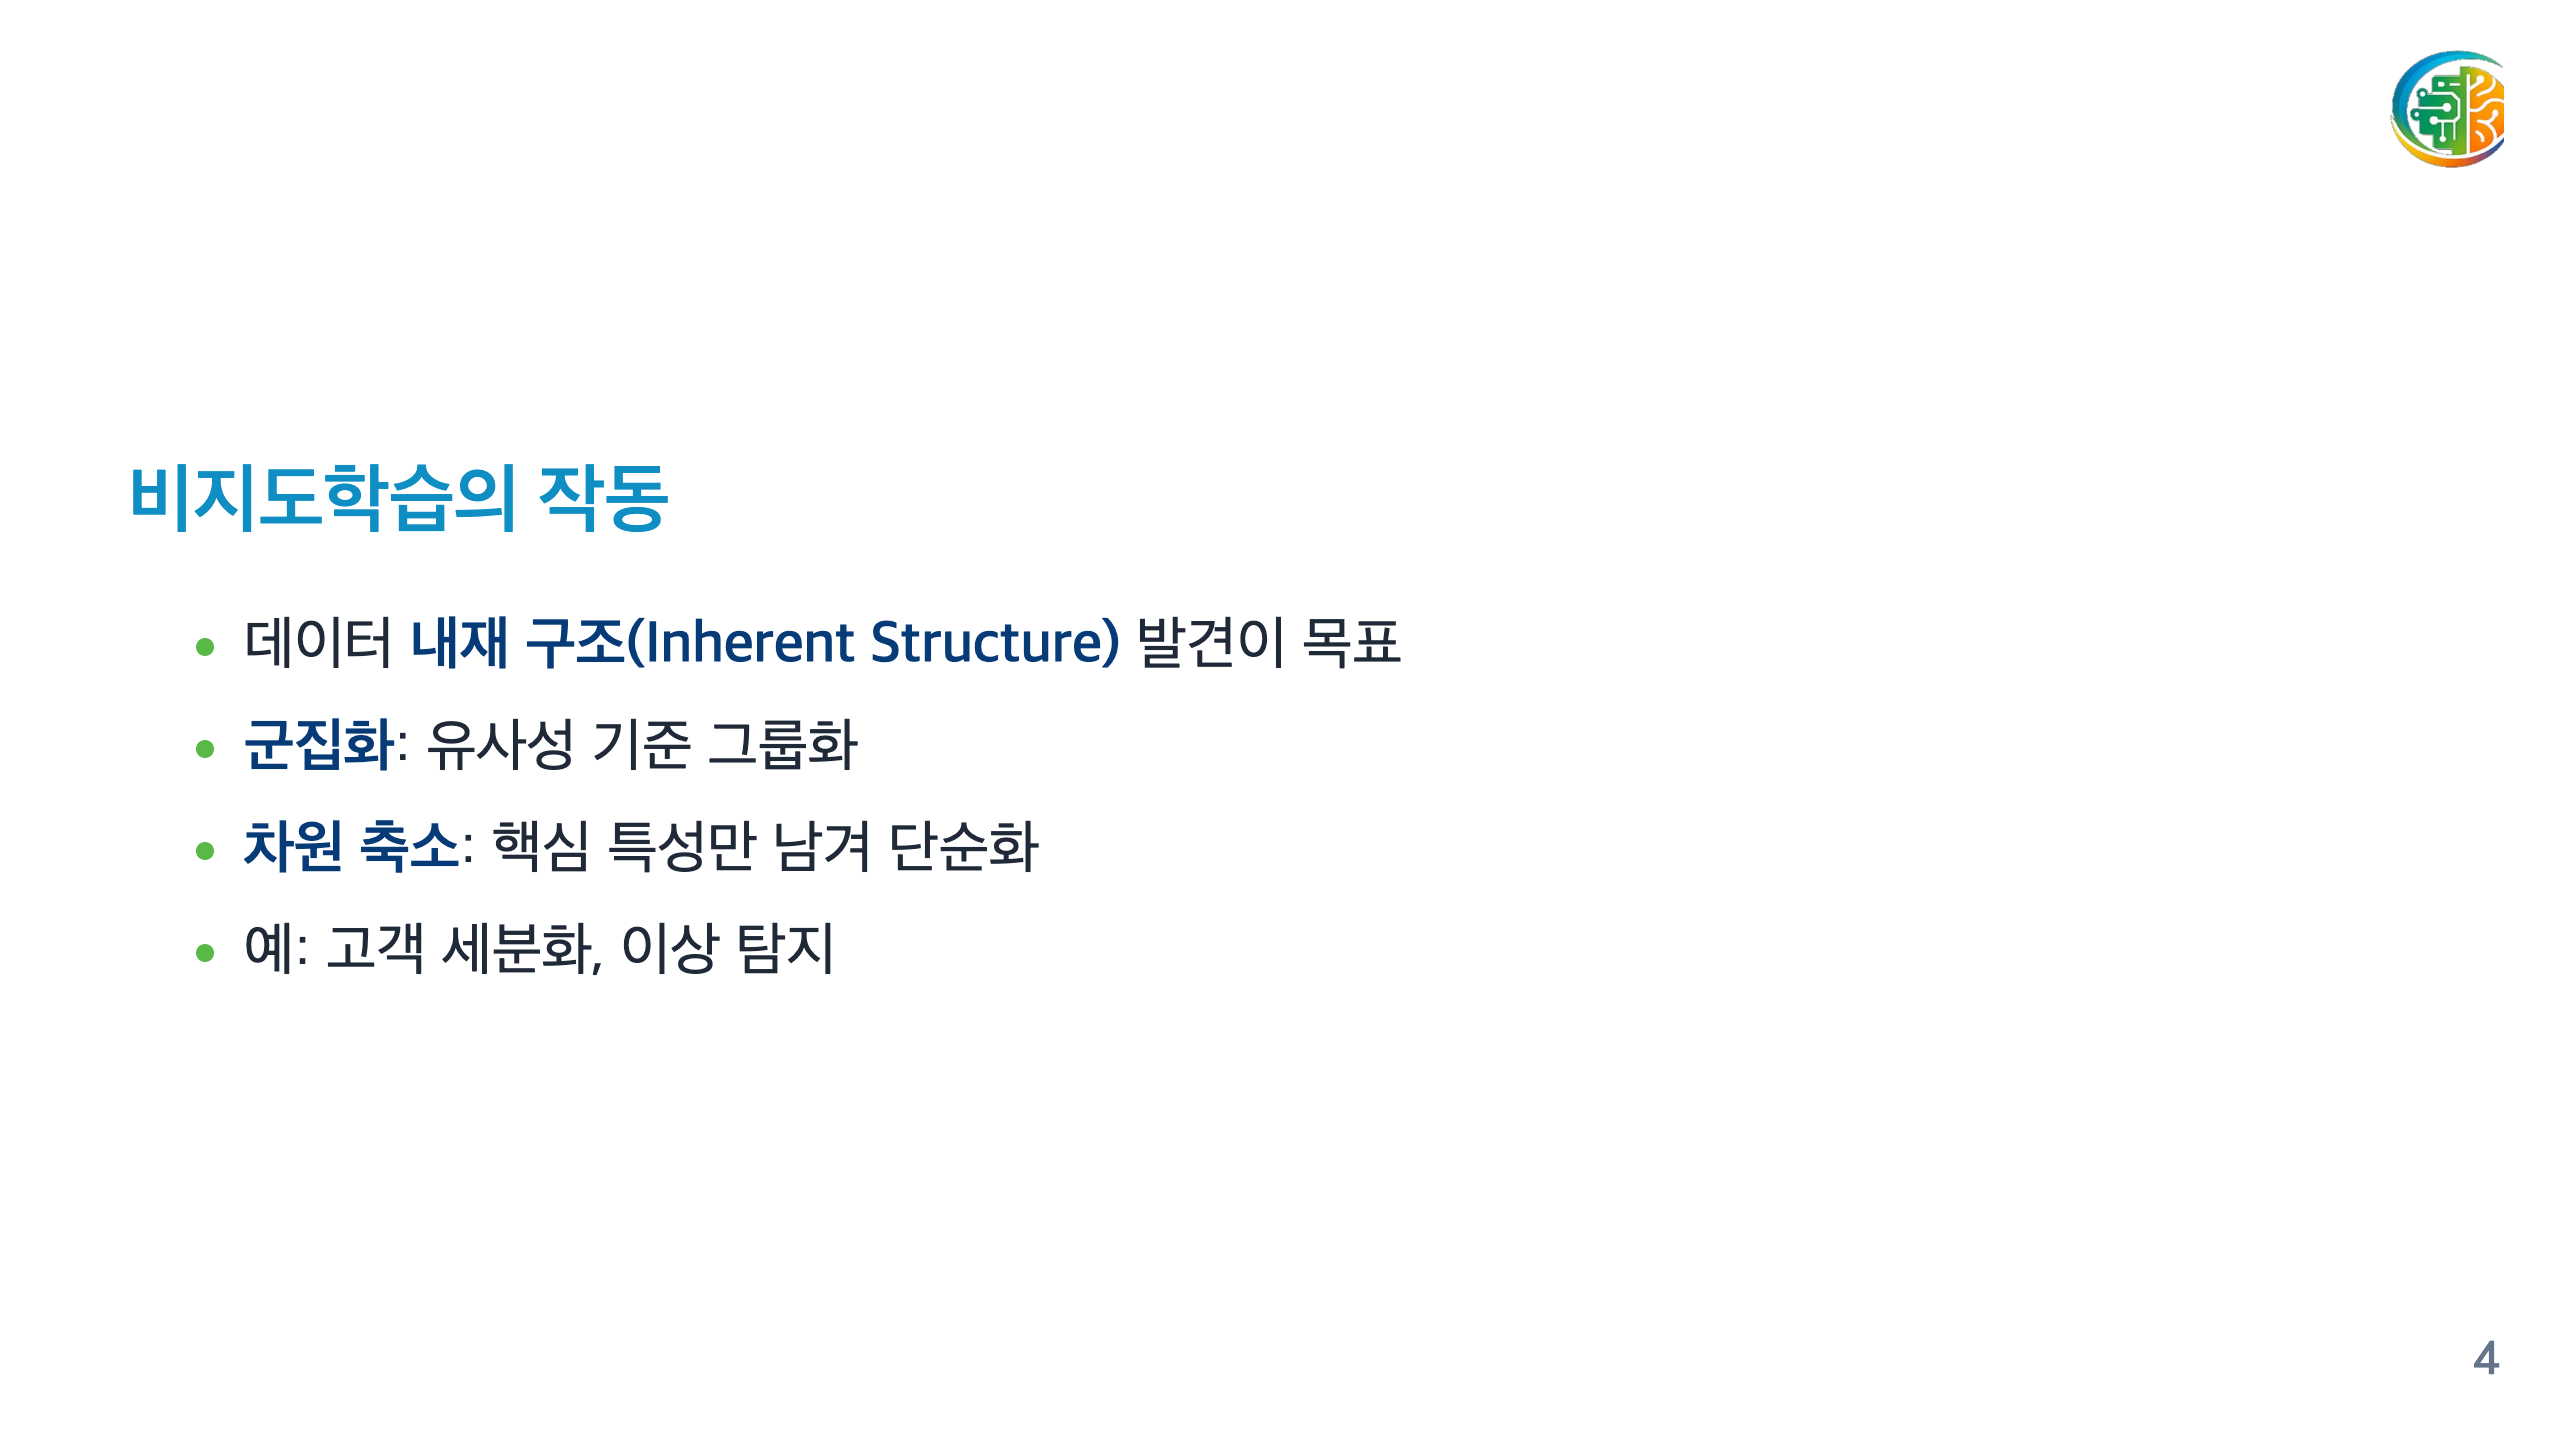 비지도학습의 작동
• 데이터 내재 구조(Inherent Structure) 발견이 목표
• 군집화: 유사성 기준 그룹화
• 차원 축소: 핵심 특성만 남겨 단순화
• 예: 고객 세분화, 이상 탐지
4